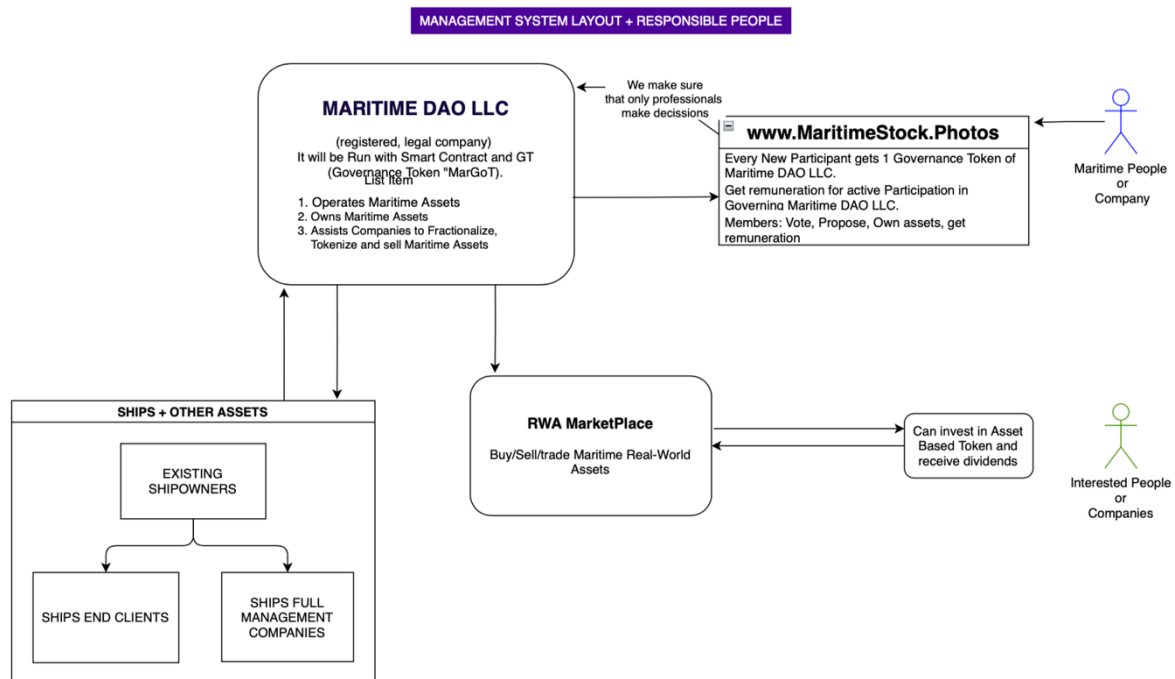 MANAGEMENT SYSTEM LAYOUT + RESPONSIBLE PEOPLE
MARITIME DAO LLC
(registered, legal company)
It will be Run with Smart Contract and GT
(Governance Token "MarGoT).
List Item
1. Operates Maritime Assets
2. Owns Maritime Assets
3. Assists Companies to Fractionalize,
Tokenize and sell Maritime Assets
We make sure
that only professionals
make decissions
www.MaritimeStock.Photos
Every New Participant gets 1 Governance Token of
Maritime DAO LLC.
Get remuneration for active Participation in
Governing Maritime DAO LLC.
Members: Vote, Propose, Own assets, get
remuneration
Maritime People
or
Company
SHIPS + OTHER ASSETS
EXISTING
SHIPOWNERS
SHIPS END CLIENTS
SHIPS FULL
MANAGEMENT
COMPANIES
RWA MarketPlace
Buy/Sell/trade Maritime Real-World
Assets
Can invest in Asset
Based Token and
receive dividends
Interested People
or
Companies